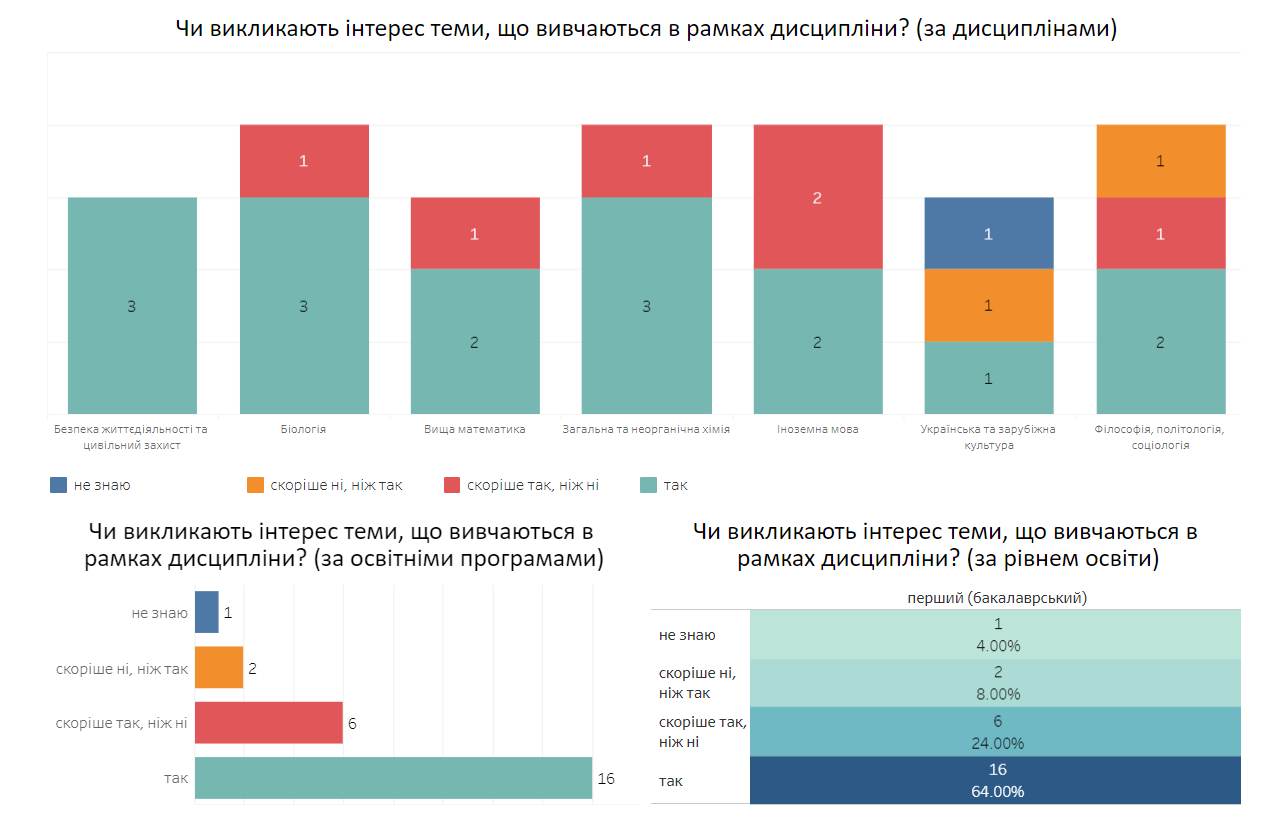 Чи викликають інтерес теми, що вивчаються в рамках дисципліни? (за дисциплінами)
1
1
2
1
1
1
1
1
3
3
2
3
2
1
1
2
Безпека життєдіяльності та
цивільний захист
Біологія
Вища математика
Загальна та неорганічна хімія
Іноземна мова
Українська та зарубіжна
культура
Філософія, політологія,
соціологія
не знаю
скоріше ні, ніж так
скоріше так, ніж ні
так
Чи викликають інтерес теми, що вивчаються в
рамках дисципліни? (за освітніми програмами)
не знаю 1
скоріше ні, ніж так 2
скоріше так, ніж ні 6
так 16
Чи викликають інтерес теми, що вивчаються в
рамках дисципліни? (за рівнем освіти)
перший (бакалаврський)
не знаю
1
4.00%
скоріше ні,
ніж так
2
8.00%
скоріше так,
ніж ні
6
24.00%
так
16
64.00%